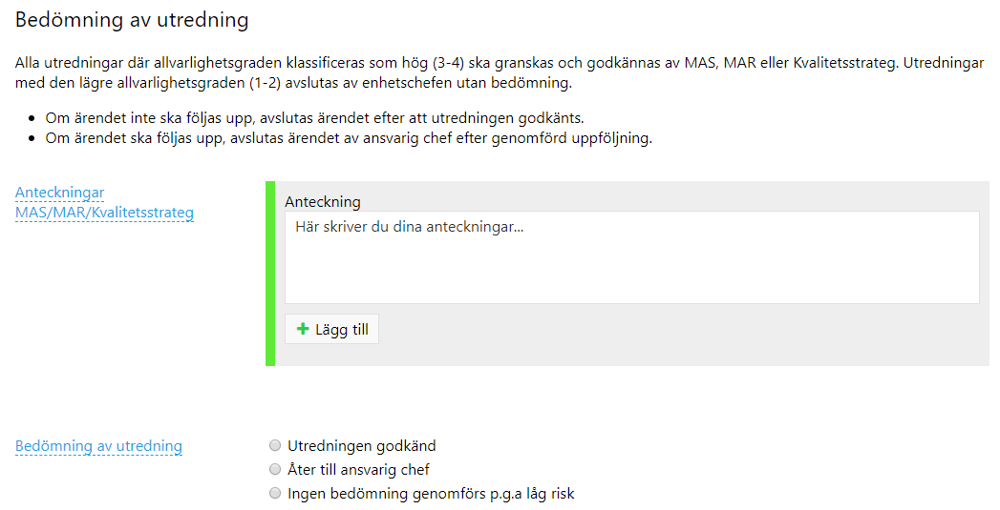 Bedömning av utredning
Alla utredningar där allvarlighetsgraden klassificeras som hög (3-4) ska granskas och godkännas av MAS, MAR eller Kvalitetsstrateg. Utredningar
med den lägre allvarlighetsgraden (1-2) avslutas av enhetschefen utan bedömning.
• Om ärendet inte ska följas upp, avslutas ärendet efter att utredningen godkänts.
• Om ärendet ska följas upp, avslutas ärendet av ansvarig chef efter genomförd uppföljning.
Anteckningar
MAS/MAR/Kvalitetsstrateg
Anteckning
Här skriver du dina anteckningar...
Lägg till
Bedömning av utredning
Utredningen godkänd
Åter till ansvarig chef
Ingen bedömning genomförs p.g.a låg risk